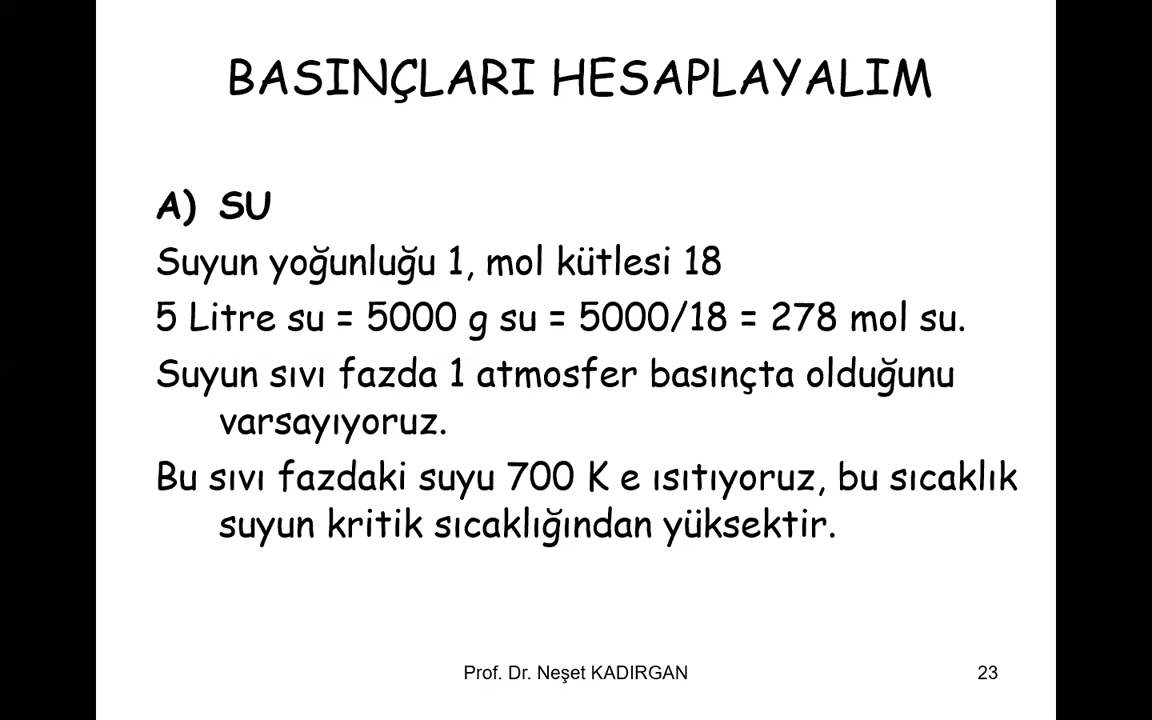 BASINÇLARI HESAPLAYALIM
A) SU
Suyun yoğunluğu 1, mol kütlesi 18
5 Litre su = 5000 g su = 5000/18 = 278 mol su.
Suyun sıvı fazda 1 atmosfer basınçta olduğunu
varsayıyoruz.
Bu sıvı fazdaki suyu 700 K e ısıtıyoruz, bu sıcaklık
suyun kritik sıcaklığından yüksektir.
Prof. Dr. Neşet KADIRGAN
23